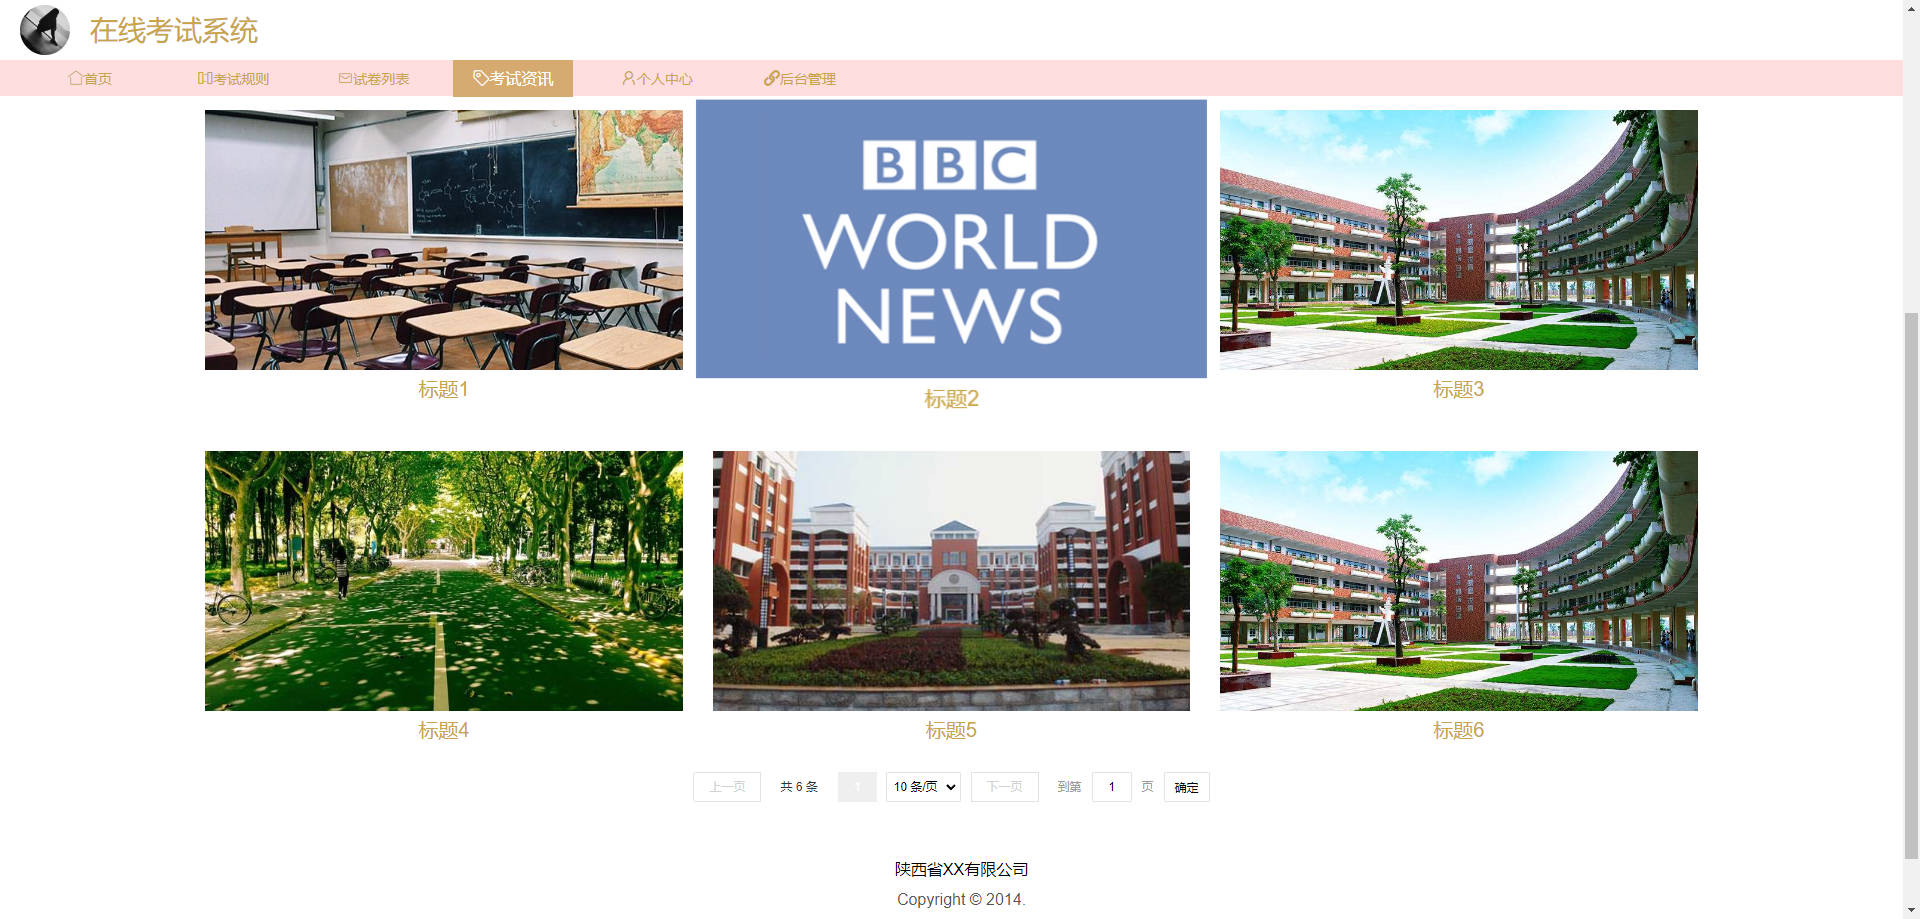 在线考试系统
首页 考试规则 试卷列表 考试资讯 个人中心 后台管理
BBC
WORLD
NEWS
标题1 标题2 标题3
标题4 标题5 标题6
上一页 共 6 条 1 10 条/页 下一页 到第 1 页 确定
陕西省XX有限公司
Copyright © 2014.